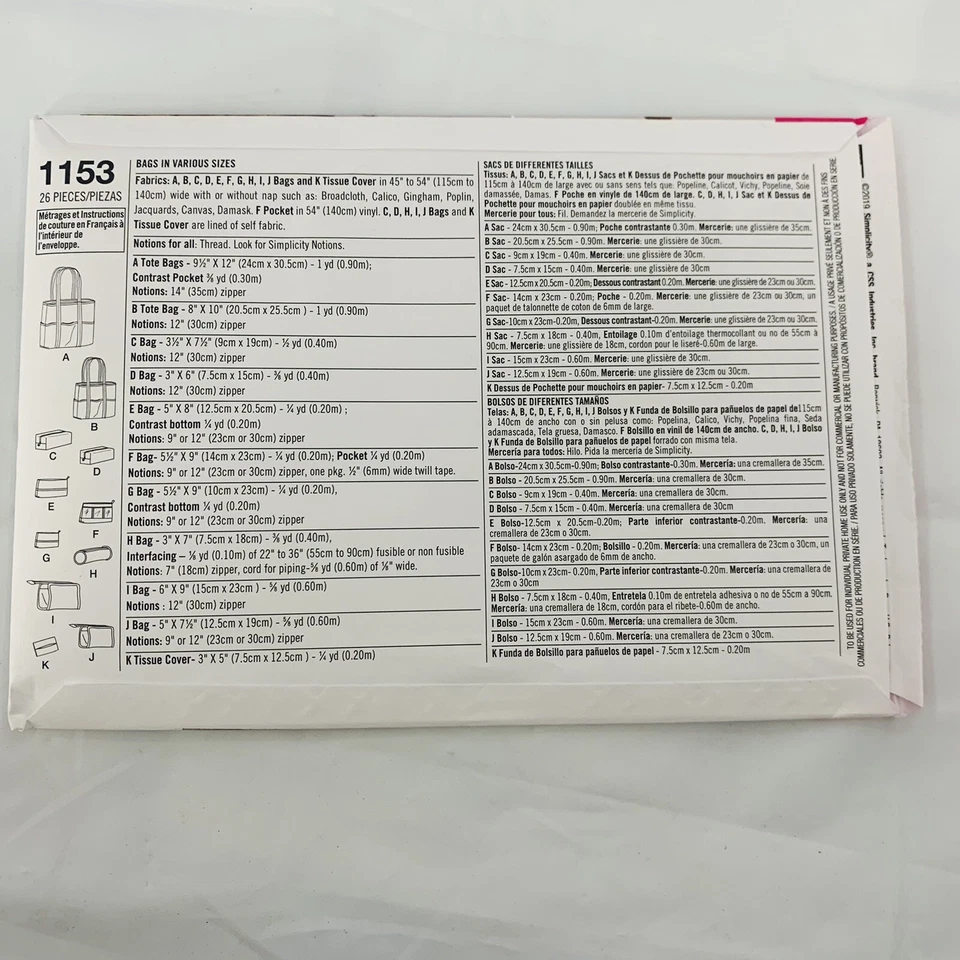 1153
26 PIECES/PIEZAS
Métrages et Instructions
de couture en Français à
l'intérieur de
l'enveloppe.
A
B
C
D
E
F
G
H
I
J
K
BAGS IN VARIOUS SIZES
Fabrics: A, B, C, D, E, F, G, H, I, J Bags and K Tissue Cover in 45" to 54" (115cm to
140cm) wide with or without nap such as: Broadcloth, Calico, Gingham, Poplin,
Jacquards, Canvas, Damask. F Pocket in 54" (140cm) vinyl. C, D, H, I, J Bags and K
Tissue Cover are lined of self fabric.
Notions for all: Thread. Look for Simplicity Notions.
A Tote Bags - 9½" X 12" (24cm x 30.5cm) - 1 yd (0.90m);
Contrast Pocket ⅜ yd (0.30m)
Notions: 14" (35cm) zipper
B Tote Bag - 8" X 10" (20.5cm x 25.5cm ) - 1 yd (0.90m)
Notions: 12" (30cm) zipper
C Bag - 3½" X 7½" (9cm x 19cm) - ½ yd (0.40m)
Notions: 12" (30cm) zipper
D Bag - 3" X 6" (7.5cm x 15cm) - ⅜ yd (0.40m)
Notions: 12" (30cm) zipper
E Bag - 5" X 8" (12.5cm x 20.5cm) - ¼ yd (0.20m) ;
Contrast bottom ¼ yd (0.20m)
Notions: 9" or 12" (23cm or 30cm) zipper
F Bag- 5½" X 9" (14cm x 23cm) - ¼ yd (0.20m); Pocket ¼ yd (0.20m)
Notions: 9" or 12" (23cm or 30cm) zipper, one pkg. ½" (6mm) wide twill tape.
G Bag - 5½" X 9" (10cm x 23cm) - ¼ yd (0.20m),
Contrast bottom ¼ yd (0.20m)
Notions: 9" or 12" (23cm or 30cm) zipper
H Bag - 3" X 7" (7.5cm x 18cm) - ⅜ yd (0.40m),
Interfacing – ⅛ yd (0.10m) of 22" to 36" (55cm to 90cm) fusible or non fusible
Notions: 7" (18cm) zipper, cord for piping-⅝ yd (0.60m) of ⅛" wide.
I Bag - 6" X 9" (15cm x 23cm ) - ⅝ yd (0.60m)
Notions : 12" (30cm) zipper
J Bag - 5" X 7½" (12.5cm x 19cm) - ⅝ yd (0.60m)
Notions: 9" or 12" (23cm or 30cm) zipper
K Tissue Cover- 3" X 5" (7.5cm x 12.5cm ) - ¼ yd (0.20m)
SACS DE DIFFERENTES TAILLES
Tissus: A, B, C, D, E, F, G, H, I, J Sacs et K Dessus de Pochette pour mouchoirs en papier de
115cm à 140cm de large avec ou sans sens tels que: Popeline, Calicot, Vichy, Popeline, Soie
damassée, Damas. F Poche en vinyle de 140cm de large. C, D, H, I, J Sac et K Dessus de
Pochette pour mouchoirs en papier doublée en même tissu.
Mercerie pour tous: Fil. Demandez la mercerie de Simplicity.
A Sac - 24cm x 30.5cm - 0.90m; Poche contrastante 0.30m. Mercerie: une glissière de 35cm.
B Sac - 20.5cm x 25.5cm - 0.90m. Mercerie: une glissière de 30cm.
C Sac - 9cm x 19cm - 0.40m. Mercerie: une glissière de 30cm.
D Sac - 7.5cm x 15cm - 0.40m. Mercerie: une glissière de 30cm
E Sac - 12.5cm x 20.5cm - 0.20m; Dessous contrastant 0.20m. Mercerie: une glissière de 23cm ou 30cm.
F Sac- 14cm x 23cm - 0.20m; Poche - 0.20m. Mercerie: une glissière de 23cm ou 30cm, un
paquet de talonnette de coton de 6mm de large.
G Sac-10cm x 23cm-0.20m, Dessous contrastant-0.20m. Mercerie: une glissière de 23cm ou 30cm.
H Sac - 7.5cm x 18cm - 0.40m, Entoilage 0.10m d'entoilage thermocollant ou non de 55cm à
90cm. Mercerie: une glissière de 18cm, cordon pour le liseré-0.60m de large.
I Sac - 15cm x 23cm - 0.60m. Mercerie: une glissière de 30cm.
J Sac - 12.5cm x 19cm - 0.60m. Mercerie: une glissière de 23cm ou 30cm.
K Dessus de Pochette pour mouchoirs en papier- 7.5cm x 12.5cm - 0.20m
BOLSOS DE DIFERENTES TAMAÑOS
Telas: A, B, C, D, E, F, G, H, I, J Bolsos y K Funda de Bolsillo para pañuelos de papel de115cm
à 140cm de ancho con o sin pelusa como: Popelina, Calico, Vichy, Popelina fina, Seda
adamascada, Tela gruesa, Damasco. F Bolsillo en vinil de 140cm de ancho. C, D, H, I, J Bolso
y K Funda de Bolsillo para pañuelos de papel forrado con misma tela.
Mercería para todos: Hilo. Pida la mercería de Simplicity.
A Bolso-24cm x 30.5cm-0.90m; Bolso contrastante-0.30m. Mercería: una cremallera de 35cm.
B Bolso - 20.5cm x 25.5cm - 0.90m. Mercería: una cremallera de 30cm.
C Bolso - 9cm x 19cm - 0.40m. Mercería: una cremallera de 30cm.
D Bolso - 7.5cm x 15cm - 0.40m. Mercería: una cremallera de 30cm
E Bolso-12.5cm x 20.5cm-0.20m; Parte inferior contrastante-0.20m. Mercería: una
cremallera de 23cm o 30cm.
F Bolso- 14cm x 23cm - 0.20m; Bolsillo - 0.20m. Mercería: una cremallera de 23cm o 30cm, un
paquete de galón asargado de 6mm de ancho.
G Bolso-10cm x 23cm- 0.20m, Parte inferior contrastante-0.20m. Mercería: una cremallera de
23cm o 30cm
H Bolso - 7.5cm x 18cm - 0.40m, Entretela 0.10m de entretela adhesiva o no de 55cm a 90cm.
Mercería: una cremallera de 18cm, cordón para el ribete-0.60m de ancho.
I Bolso - 15cm x 23cm - 0.60m. Mercería: una cremallera de 30cm.
J Bolso - 12.5cm x 19cm - 0.60m. Mercería: una cremallera de 23cm o 30cm.
K Funda de Bolsillo para pañuelos de papel - 7.5cm x 12.5cm - 0.20m
TO BE USED FOR INDIVIDUAL PRIVATE HOME USE ONLY AND NOT FOR COMMERCIAL OR MANUFACTURING PURPOSES. / A USAGE PRIVÉ SEULEMENT ET NON À DES FINS
COMMERCIALES OU DE PRODUCTION EN SÉRIE. / PARA USO PRIVADO SOLAMENTE, NO SE PUEDE UTILIZAR CON PROPÓSITOS DE COMERCIALIZACIÓN O DE PRODUCCIÓN EN SERIE.
©2019 Simplicity® a CSS Industries Inc. brand